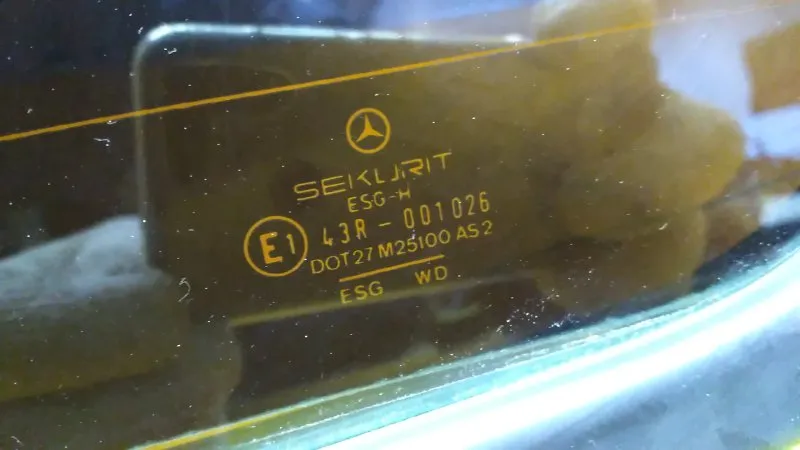 SEKURIT
ESG-H
E1 43R-001026
DOT27 M25100 AS2
ESG WD